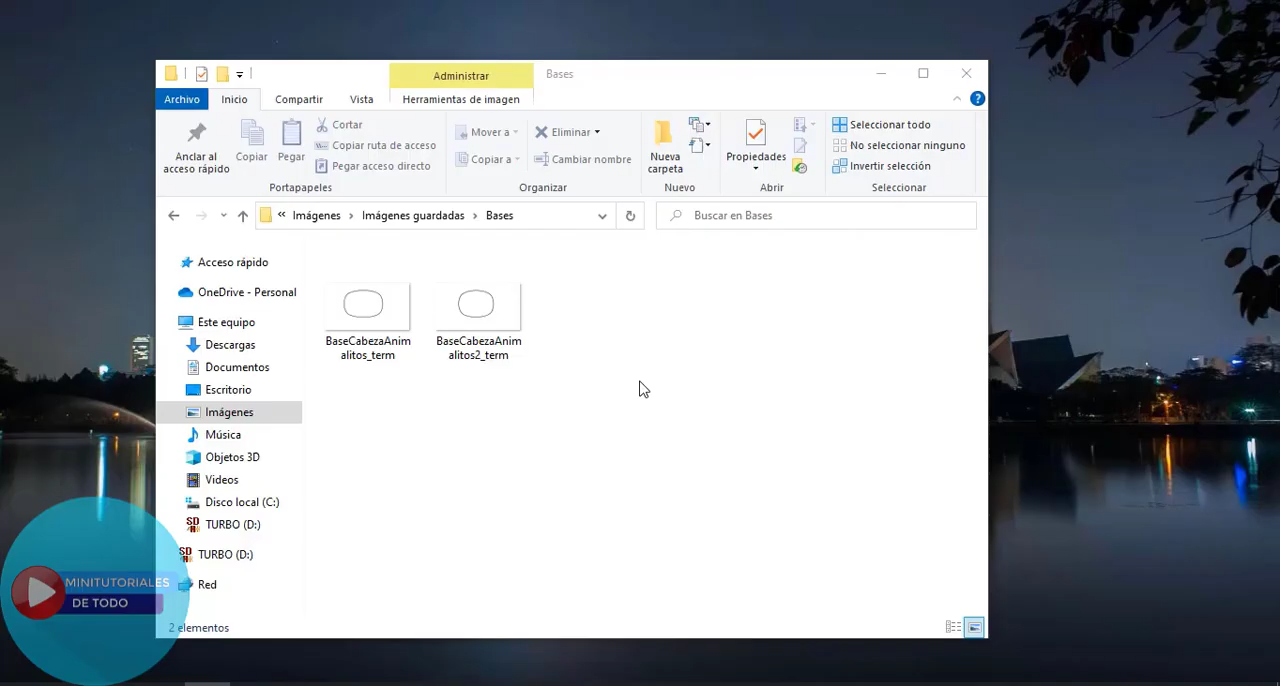 Administrar
Bases
Archivo
Inicio
Compartir
Vista
Herramientas de imagen
?
Anclar al
acceso rápido
Copiar
Pegar
Cortar
Copiar ruta de acceso
Pegar acceso directo
Portapapeles
Mover a
Copiar a
Eliminar
Cambiar nombre
Organizar
Nueva
carpeta
Nuevo
Propiedades
Abrir
Seleccionar todo
No seleccionar ninguno
Invertir selección
Seleccionar
« Imágenes > Imágenes guardadas > Bases
Buscar en Bases
Acceso rápido
OneDrive - Personal
Este equipo
Descargas
Documentos
Escritorio
Imágenes
Música
Objetos 3D
Videos
Disco local (C:)
TURBO (D:)
TURBO (D:)
Red
BaseCabezaAnim
alitos_term
BaseCabezaAnim
alitos2_term
MINITUTORIALES
DE TODO
2 elementos